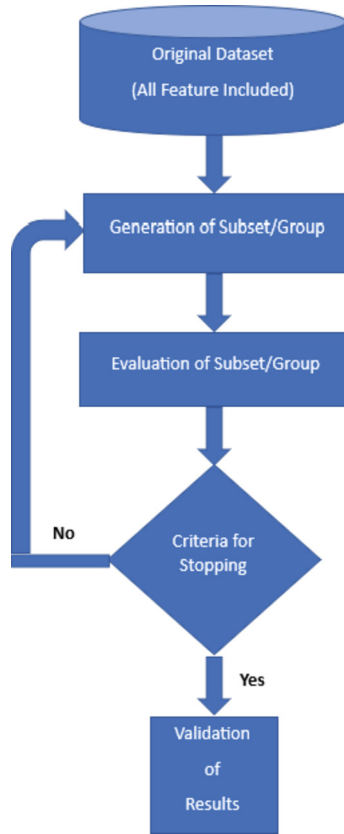 Original Dataset
(All Feature Included)
Generation of Subset/Group
Evaluation of Subset/Group
Criteria for
Stopping
No
Yes
Validation
of
Results